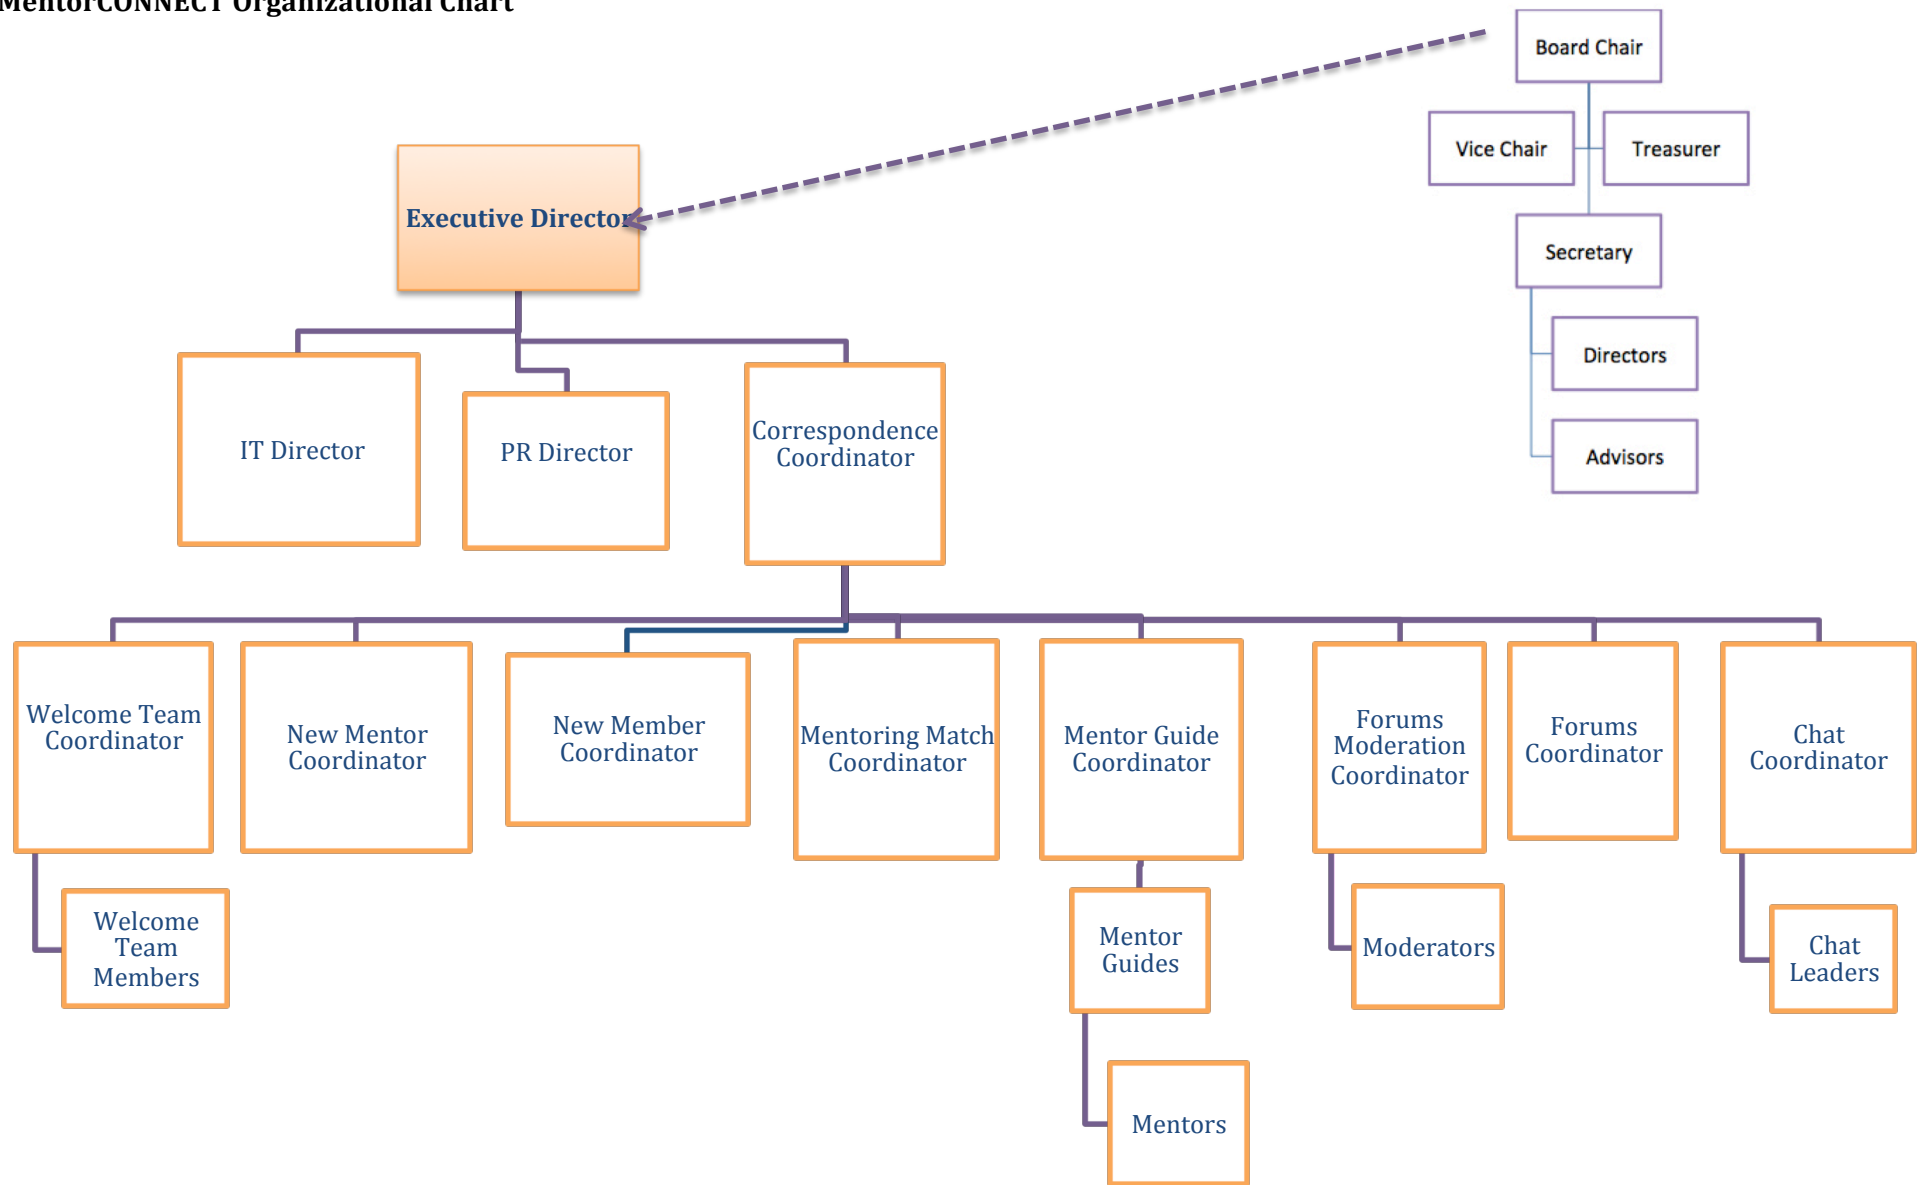 MentorCONNECT Organizational Chart
Board Chair
Vice Chair
Treasurer
Secretary
Directors
Advisors
Executive Director
IT Director
PR Director
Correspondence
Coordinator
Welcome Team
Coordinator
New Mentor
Coordinator
New Member
Coordinator
Mentoring Match
Coordinator
Mentor Guide
Coordinator
Forums
Moderation
Coordinator
Forums
Coordinator
Chat
Coordinator
Welcome
Team
Members
Mentor
Guides
Moderators
Chat
Leaders
Mentors